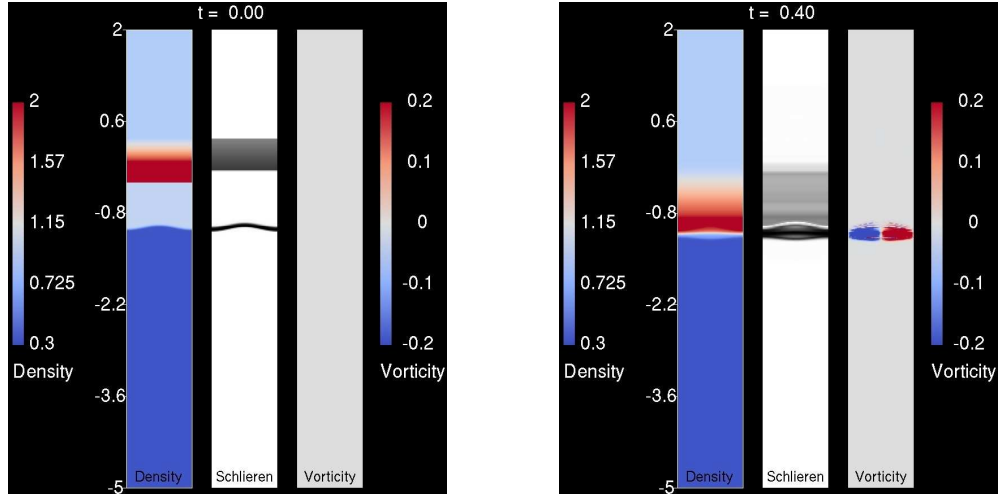 t = 0.00
2
0.6
-0.8
-2.2
-3.6
-5
2
1.57
1.15
0.725
0.3
Density
0.2
0.1
0
-0.1
-0.2
Vorticity
Density
Schlieren
Vorticity
t = 0.40
2
0.6
-0.8
-2.2
-3.6
-5
2
1.57
1.15
0.725
0.3
Density
0.2
0.1
0
-0.1
-0.2
Vorticity
Density
Schlieren
Vorticity